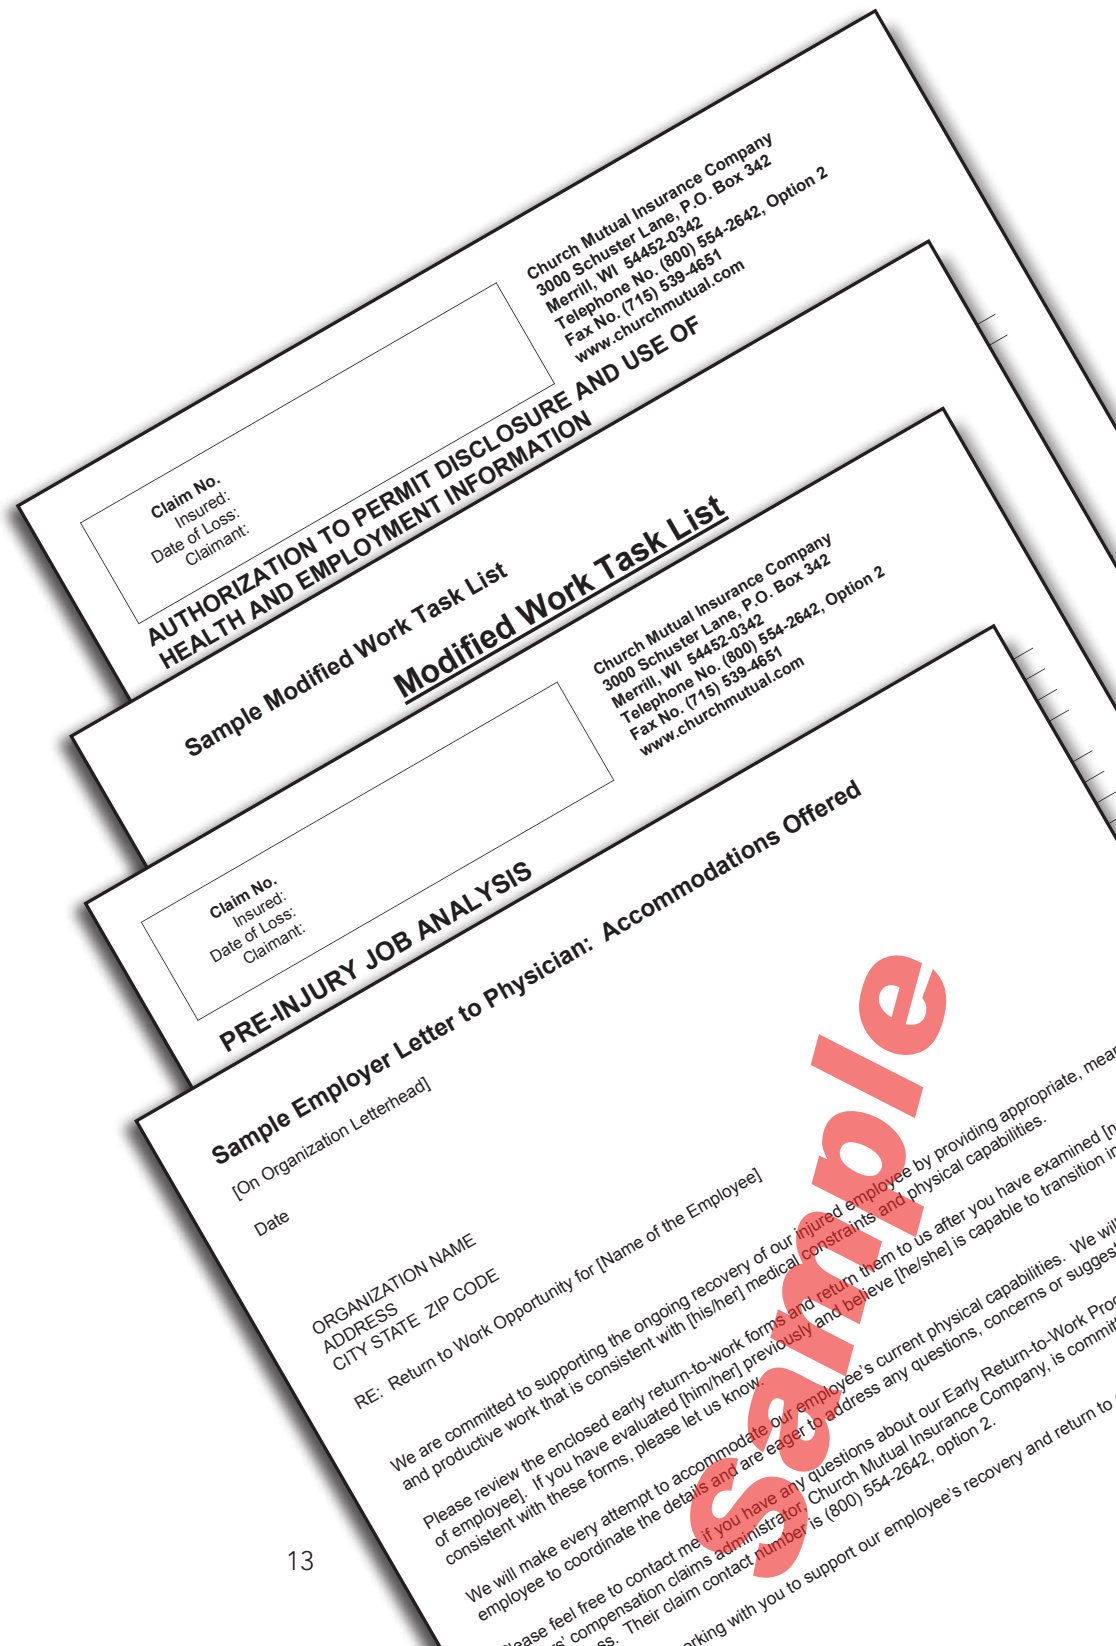 Church Mutual Insurance Company
3000 Schuster Lane, P.O. Box 342
Merrill, WI 54452-0342
Telephone No. (800) 554-2642, Option 2
Fax No. (715) 539-4651
www.churchmutual.com
Claim No.
Insured:
Date of Loss:
Claimant:
AUTHORIZATION TO PERMIT DISCLOSURE AND USE OF
HEALTH AND EMPLOYMENT INFORMATION
Sample Modified Work Task List
Modified Work Task List
Church Mutual Insurance Company
3000 Schuster Lane, P.O. Box 342
Merrill, WI 54452-0342
Telephone No. (800) 554-2642, Option 2
Fax No. (715) 539-4651
www.churchmutual.com
Claim No.
Insured:
Date of Loss:
Claimant:
PRE-INJURY JOB ANALYSIS
Sample Employer Letter to Physician: Accommodations Offered
[On Organization Letterhead]
Date
ORGANIZATION NAME
ADDRESS
CITY STATE ZIP CODE
RE: Return to Work Opportunity for [Name of the Employee]
We are committed to supporting the ongoing recovery of our injured employee by providing appropriate,
and productive work that is consistent with [his/her] medical constraints and physical capabilities.
Please review the enclosed early return-to-work forms and return them to us after you have examined
of employee]. If you have evaluated [him/her] previously and believe [he/she] is capable to transition
consistent with these forms, please let us know.
We will make every attempt to accommodate our employee's current physical capabilities. We
employee to coordinate the details and are eager to address any questions, concerns or
feel free to contact me if you have any questions about our Early Return-to-Work
compensation claims administrator, Church Mutual Insurance Company, is
Their claim contact number is (800) 554-2642, option 2.
with you to support our employee's recovery and return to
Sample
13